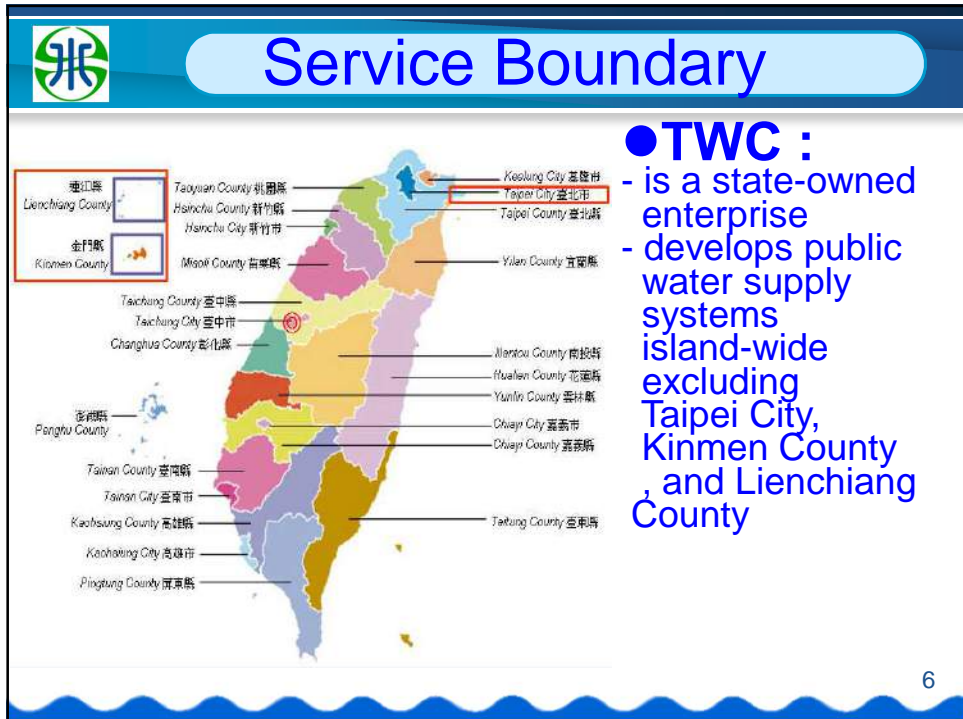 Service Boundary
●TWC :
- is a state-owned
enterprise
- develops public
water supply
systems
island-wide
excluding
Taipei City,
Kinmen County
, and Lienchiang
County
連江縣
Lienchiang County
金門縣
Kinmen County
Taoyuan County 桃園縣
Hsinchu County 新竹縣
Hsinchu City 新竹市
Miaoli County 苗栗縣
Taichung County 臺中縣
Taichung City 臺中市
Changhua County 彰化縣
澎湖縣
Penghu County
Tainan County 臺南縣
Tainan City 臺南市
Kaohsiung County 高雄縣
Kaohsiung City 高雄市
Pingtung County 屏東縣
Keelung City 基隆市
Taipei City 臺北市
Taipei County 臺北縣
Yilan County 宜蘭縣
Nantou County 南投縣
Hualien County 花蓮縣
Yunlin County 雲林縣
Chiayi City 嘉義市
Chiayi County 嘉義縣
Taitung County 臺東縣
6